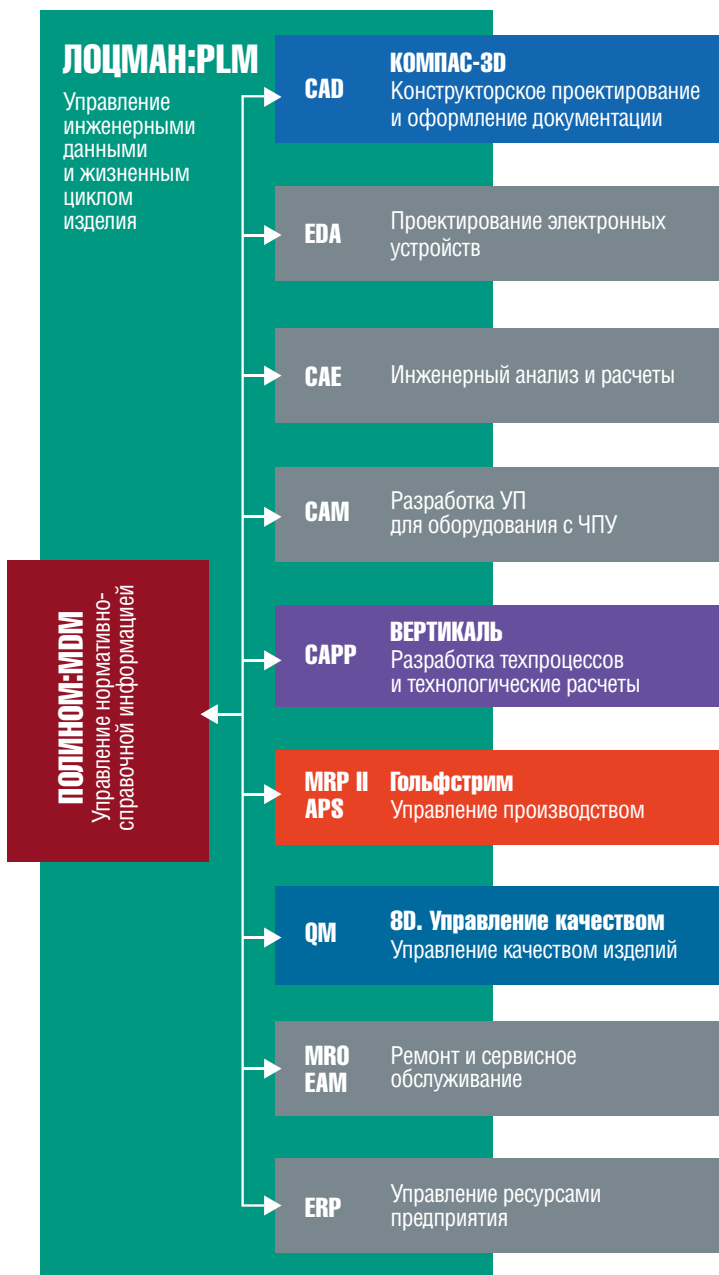 ЛОЦМАН:PLM
Управление
инженерными
данными
и жизненным
циклом
изделия
CAD
КОМПАС-3D
Конструкторское проектирование
и оформление документации
EDA
Проектирование электронных
устройств
CAE
Инженерный анализ и расчеты
CAM
Разработка УП
для оборудования с ЧПУ
ПОЛИНОМ:MDM
Управление нормативно-
справочной информацией
CAPP
ВЕРТИКАЛЬ
Разработка техпроцессов
и технологические расчеты
MRP II
APS
Гольфстрим
Управление производством
QM
8D. Управление качеством
Управление качеством изделий
MRO
EAM
Ремонт и сервисное
обслуживание
ERP
Управление ресурсами
предприятия